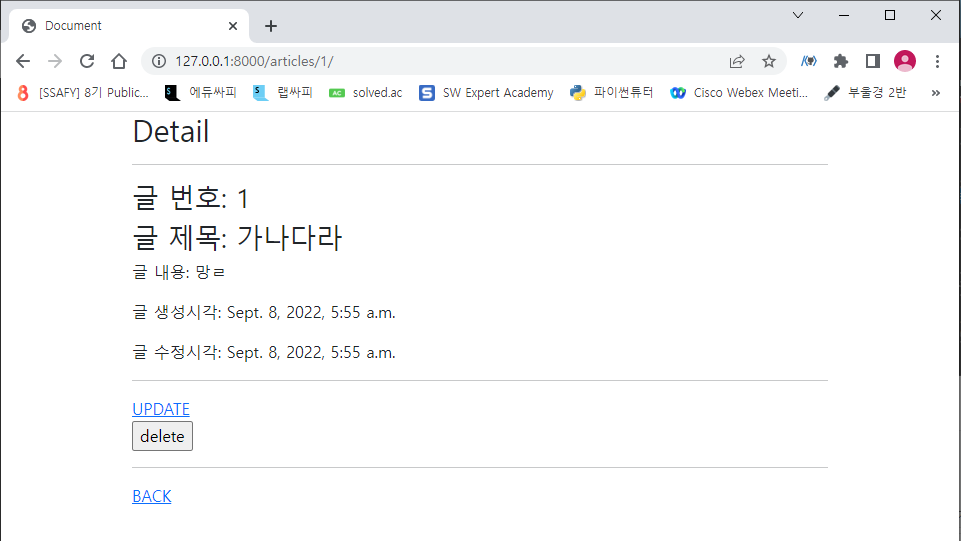 Document
127.0.0.1:8000/articles/1/
[SSAFY] 8기 Public... 에듀싸피 랩싸피 solved.ac SW Expert Academy 파이썬튜터 Cisco Webex Meeti... 부울경 2반 »
Detail
글 번호: 1
글 제목: 가나다라
글 내용: 망ㄹ
글 생성시각: Sept. 8, 2022, 5:55 a.m.
글 수정시각: Sept. 8, 2022, 5:55 a.m.
UPDATE
delete
BACK